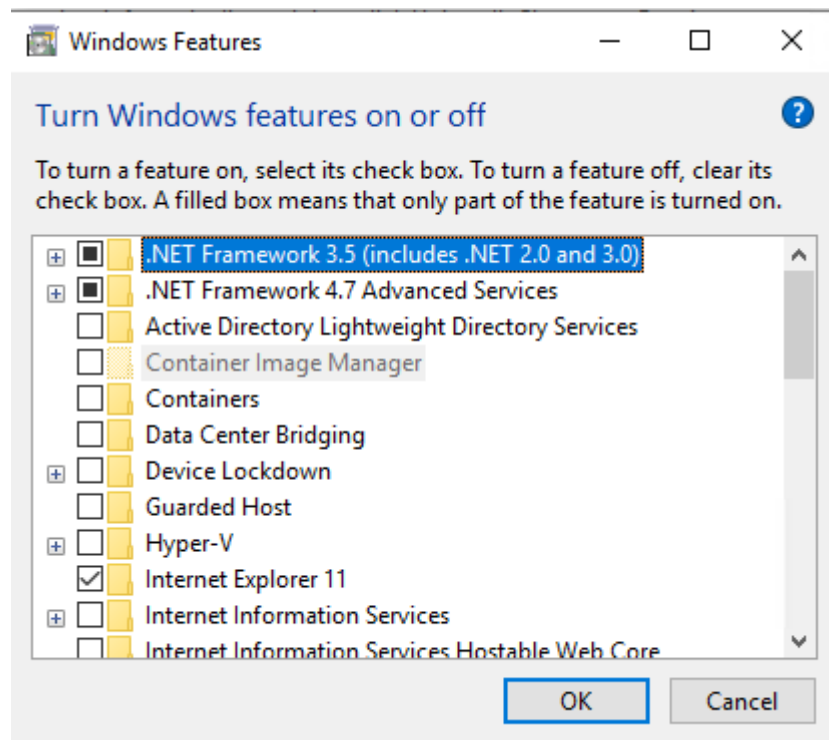 Windows Features
Turn Windows features on or off
To turn a feature on, select its check box. To turn a feature off, clear its
check box. A filled box means that only part of the feature is turned on.
.NET Framework 3.5 (includes .NET 2.0 and 3.0)
.NET Framework 4.7 Advanced Services
Active Directory Lightweight Directory Services
Container Image Manager
Containers
Data Center Bridging
Device Lockdown
Guarded Host
Hyper-V
Internet Explorer 11
Internet Information Services
Internet Information Services Hostable Web Core
OK Cancel